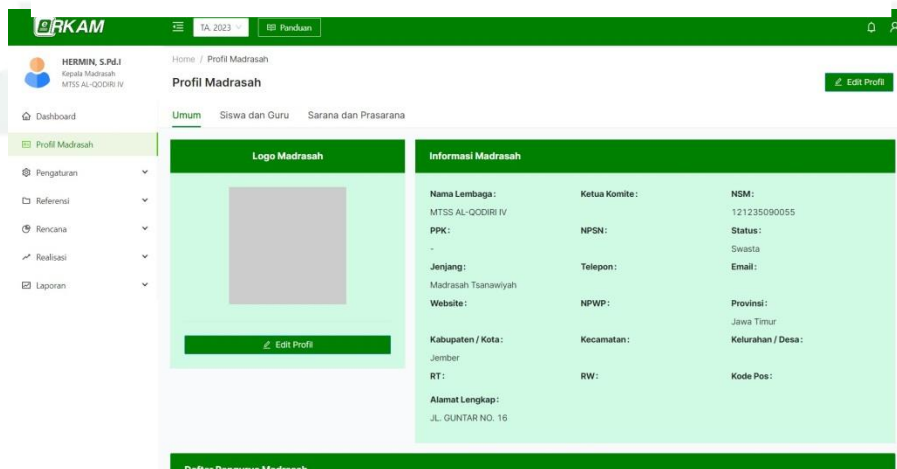 eRKAM
TA. 2023
Panduan
HERMIN, S.Pd.I
Kepala Madrasah
MTSS AL-QODIRI IV
Home / Profil Madrasah
Profil Madrasah
Edit Profil
Dashboard
Profil Madrasah
Pengaturan
Referensi
Rencana
Realisasi
Laporan
Umum Siswa dan Guru Sarana dan Prasarana
Logo Madrasah
Edit Profil
Informasi Madrasah
Nama Lembaga : Ketua Komite : NSM :
MTSS AL-QODIRI IV 121235090055
PPK : NPSN : Status :
- Swasta
Jenjang : Telepon : Email :
Madrasah Tsanawiyah
Website : NPWP : Provinsi :
Jawa Timur
Kabupaten / Kota : Kecamatan : Kelurahan / Desa :
Jember
RT : RW : Kode Pos :
Alamat Lengkap :
JL. GUNTAR NO. 16
Daftar Pengurus Madrasah